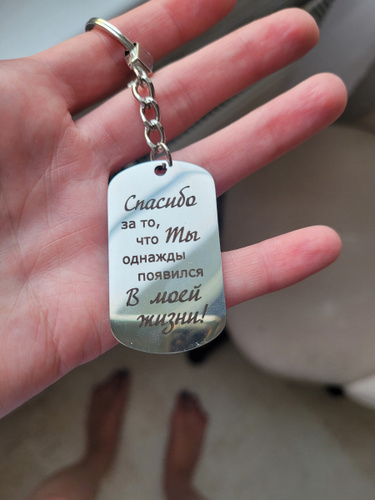 Спасибо
за то,
что Ты
однажды
появился
В моей
жизни!